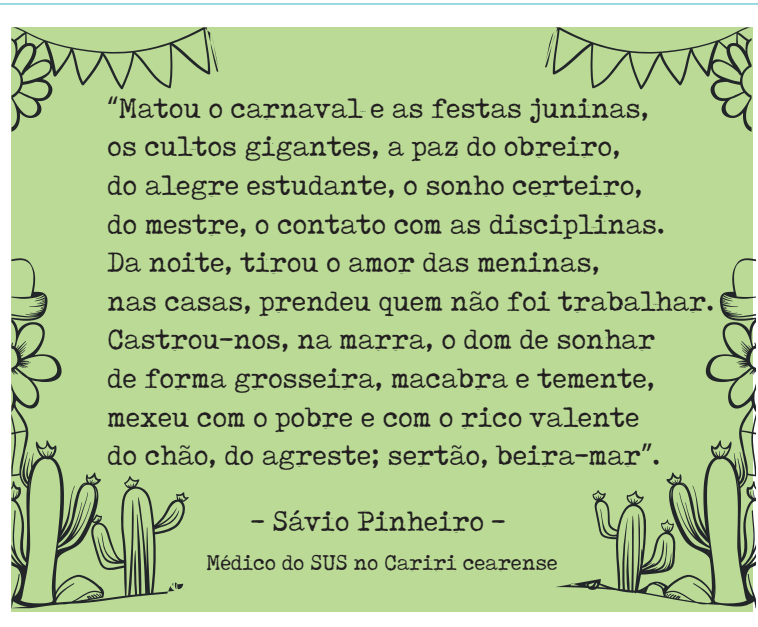 “Matou o carnaval e as festas juninas,
os cultos gigantes, a paz do obreiro,
do alegre estudante, o sonho certeiro,
do mestre, o contato com as disciplinas.
Da noite, tirou o amor das meninas,
nas casas, prendeu quem não foi trabalhar.
Castrou-nos, na marra, o dom de sonhar
de forma grosseira, macabra e temente,
mexeu com o pobre e com o rico valente
do chão, do agreste; sertão, beira-mar”.
- Sávio Pinheiro -
Médico do SUS no Cariri cearense